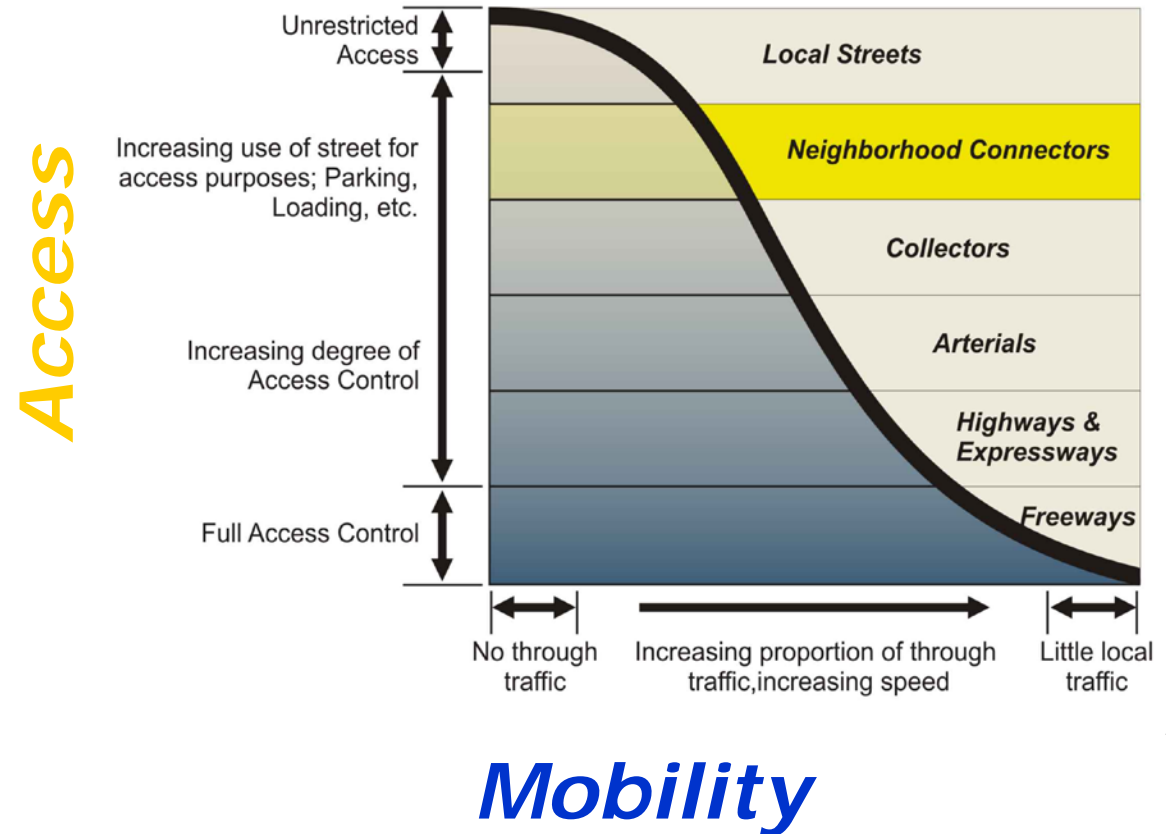 Access
Unrestricted
Access
Increasing use of street for
access purposes; Parking,
Loading, etc.
Increasing degree of
Access Control
Full Access Control
Local Streets
Neighborhood Connectors
Collectors
Arterials
Highways &
Expressways
Freeways
No through
traffic
Increasing proportion of through
traffic,increasing speed
Little local
traffic
Mobility